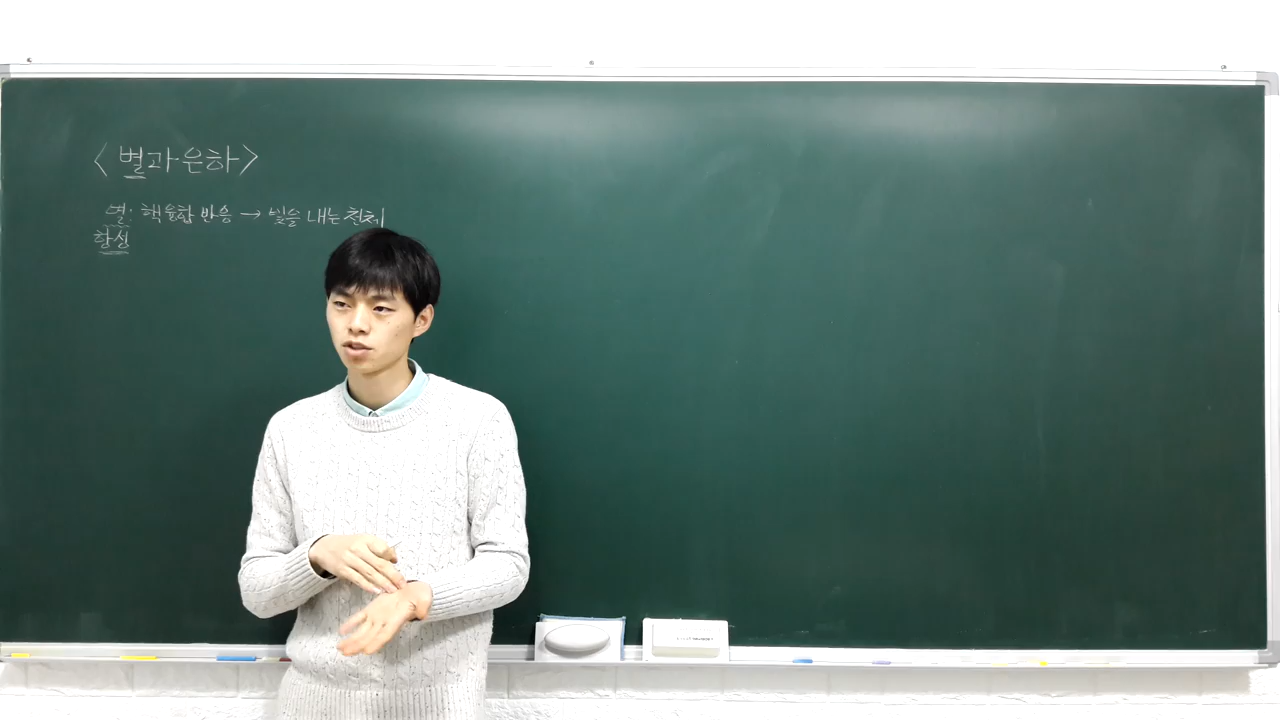 <별과 은하>
별: 핵융합 반응 → 빛을 내는 천체
항성